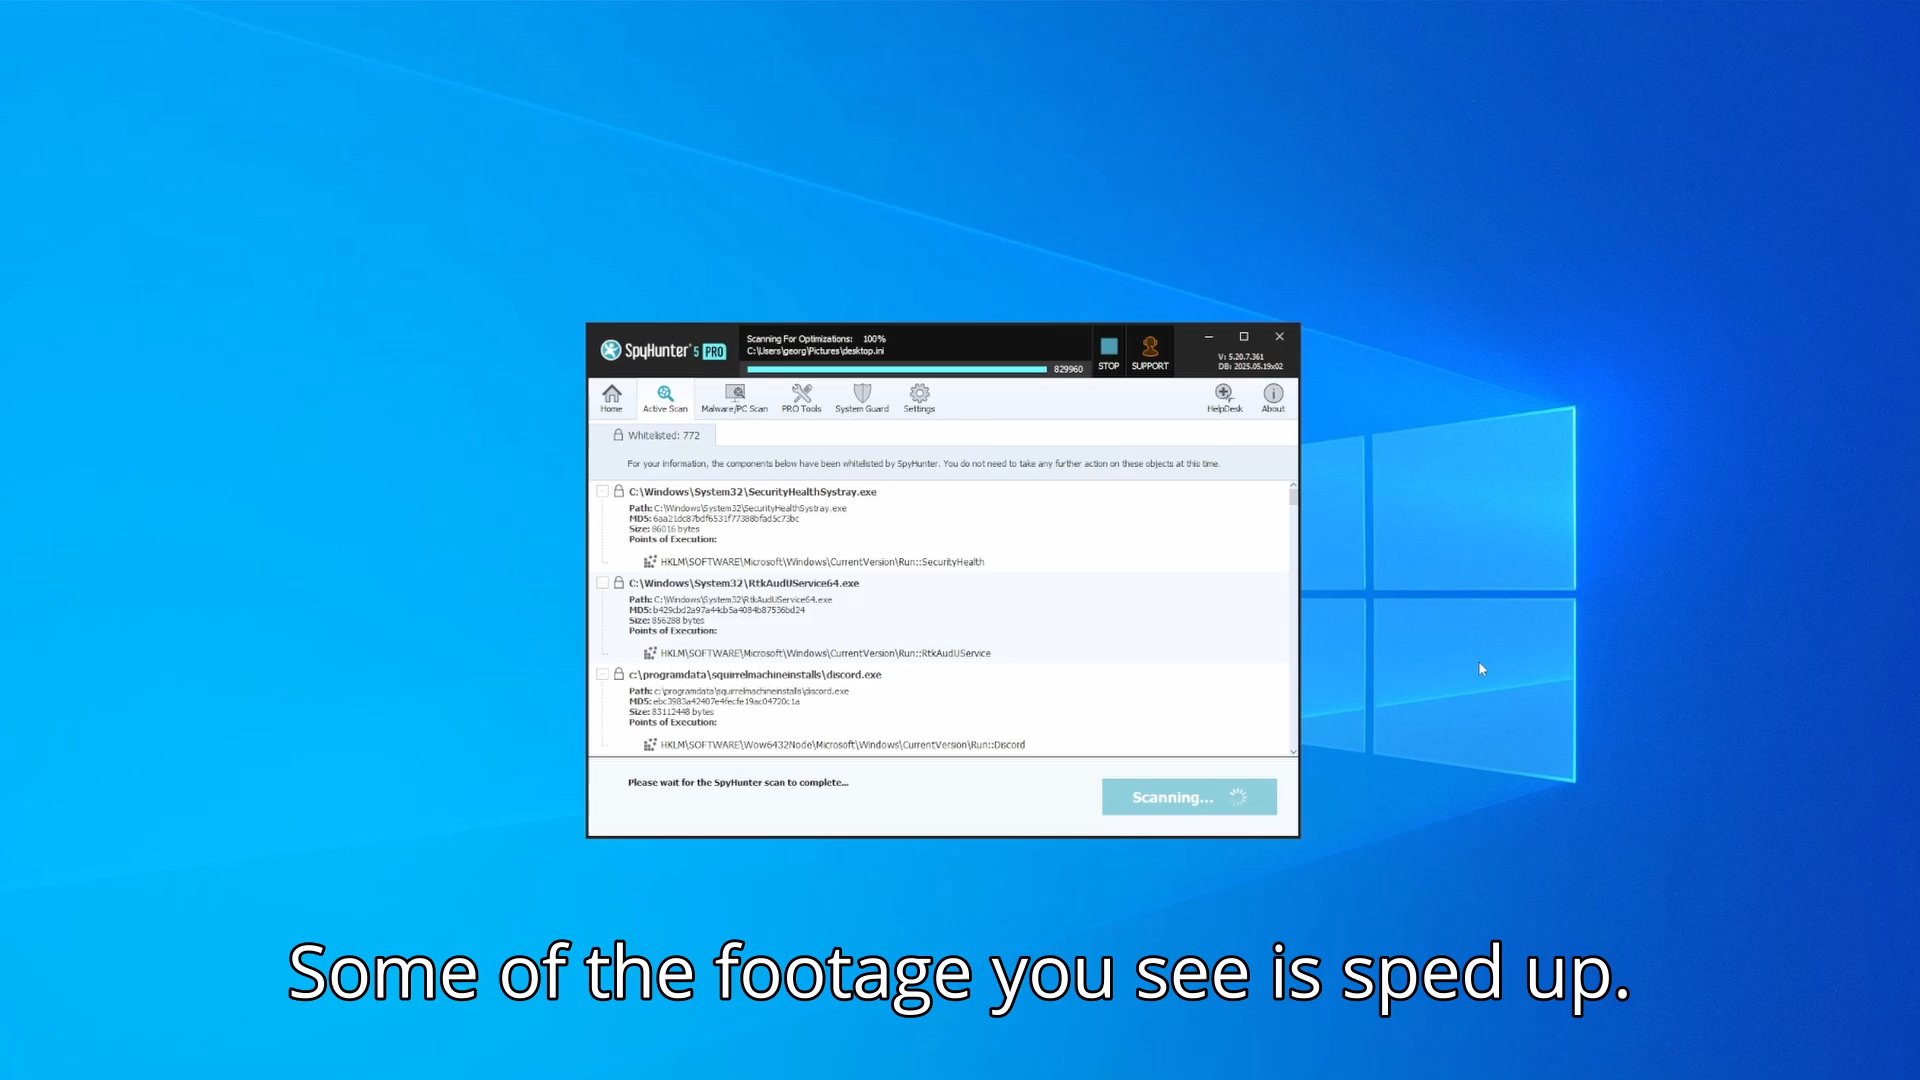 SpyHunter® 5 PRO
Scanning For Optimizations: 100%
C:\Users\georg\Pictures\desktop.ini
829960
STOP
SUPPORT
V: 5.20.7.361
DB: 2025.05.19x02
Home
Active Scan
Malware/PC Scan
PRO Tools
System Guard
Settings
HelpDesk
About
Whitelisted: 772
For your information, the components below have been whitelisted by SpyHunter. You do not need to take any further action on these objects at this time.
C:\Windows\System32\SecurityHealthSystray.exe
Path: C:\Windows\System32\SecurityHealthSystray.exe
MD5: 6aa21dc87bdf6531f77388bfad5c73bc
Size: 86016 bytes
Points of Execution:
HKLM\SOFTWARE\Microsoft\Windows\CurrentVersion\Run::SecurityHealth
C:\Windows\System32\RtkAudUService64.exe
Path: C:\Windows\System32\RtkAudUService64.exe
MD5: b429cbd2a97a44cb5a4084b87536bd24
Size: 856288 bytes
Points of Execution:
HKLM\SOFTWARE\Microsoft\Windows\CurrentVersion\Run::RtkAudUService
c:\programdata\squirrelmachineinstalls\discord.exe
Path: c:\programdata\squirrelmachineinstalls\discord.exe
MD5: ebc3983a42407e4fecfe19ac04720c1a
Size: 83112448 bytes
Points of Execution:
HKLM\SOFTWARE\Wow6432Node\Microsoft\Windows\CurrentVersion\Run::Discord
Please wait for the SpyHunter scan to complete...
Scanning...
Some of the footage you see is sped up.